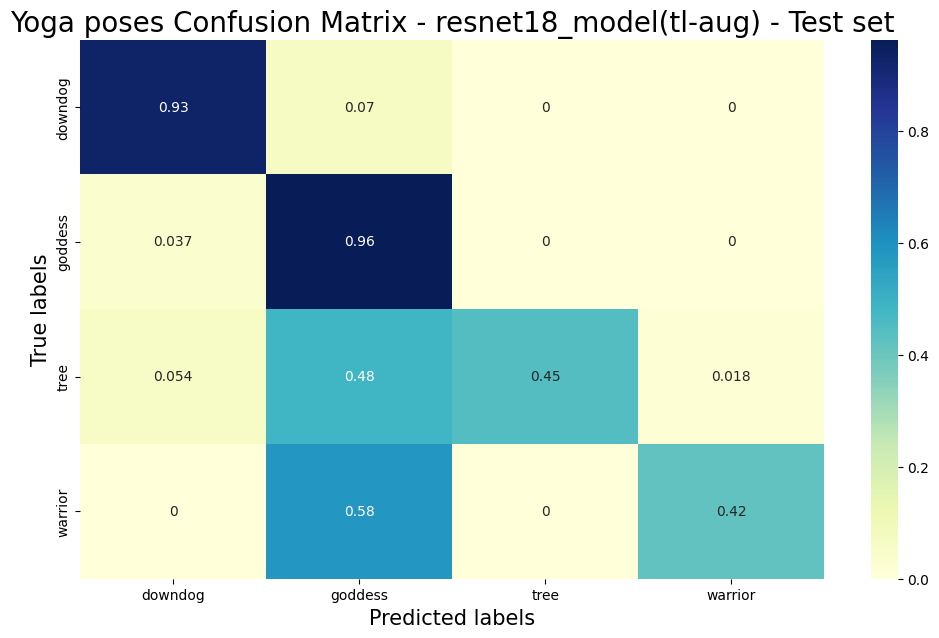 Yoga poses Confusion Matrix - resnet18_model(tl-aug) - Test set
True labels
downdog 0.93 0.07 0 0
goddess 0.037 0.96 0 0
tree 0.054 0.48 0.45 0.018
warrior 0 0.58 0 0.42
downdog goddess tree warrior
Predicted labels
0.8
0.6
0.4
0.2
0.0